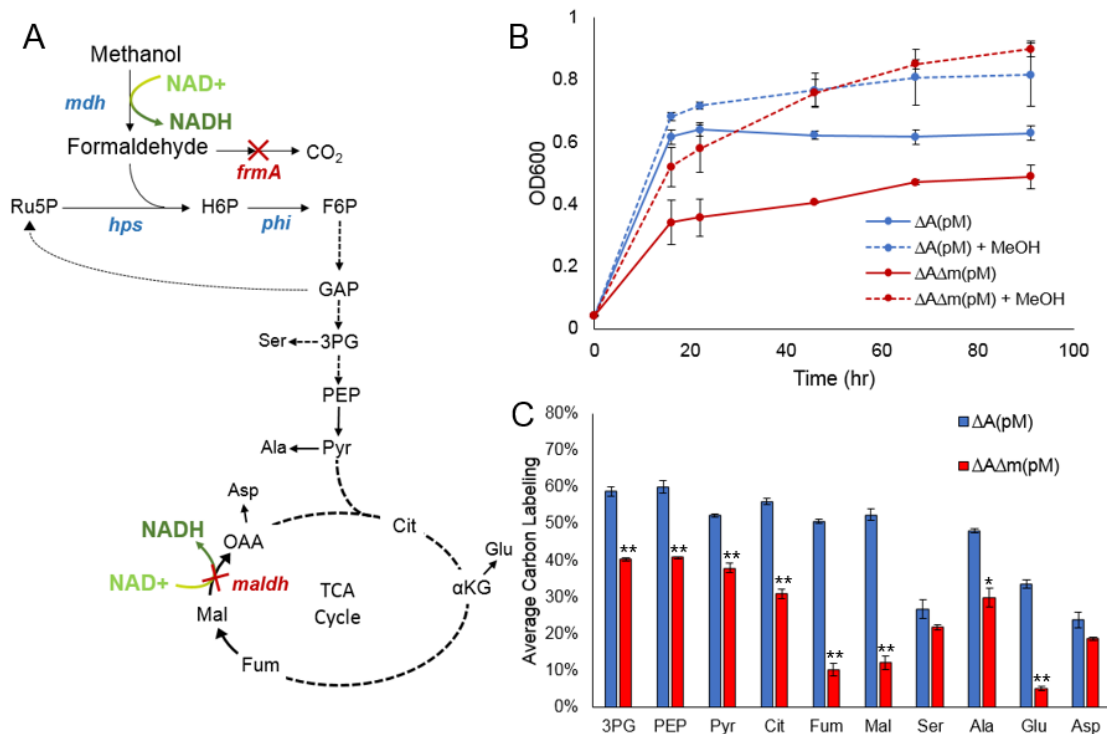 A
Methanol
NAD+
mdh
NADH
Formaldehyde
CO2
frmA
Ru5P
H6P
F6P
hps
phi
GAP
Ser
3PG
PEP
Ala
Pyr
Asp
NADH
OAA
Cit
Glu
NAD+
maldh
TCA
Cycle
αKG
Mal
Fum
B
1
0.8
0.6
0.4
0.2
0
OD600
ΔA(pM)
ΔA(pM) + MeOH
ΔAΔm(pM)
ΔAΔm(pM) + MeOH
0 20 40 60 80 100
Time (hr)
C
80%
70%
60%
50%
40%
30%
20%
10%
0%
Average Carbon Labeling
ΔA(pM)
ΔAΔm(pM)
** ** ** ** ** ** * **
3PG PEP Pyr Cit Fum Mal Ser Ala Glu Asp